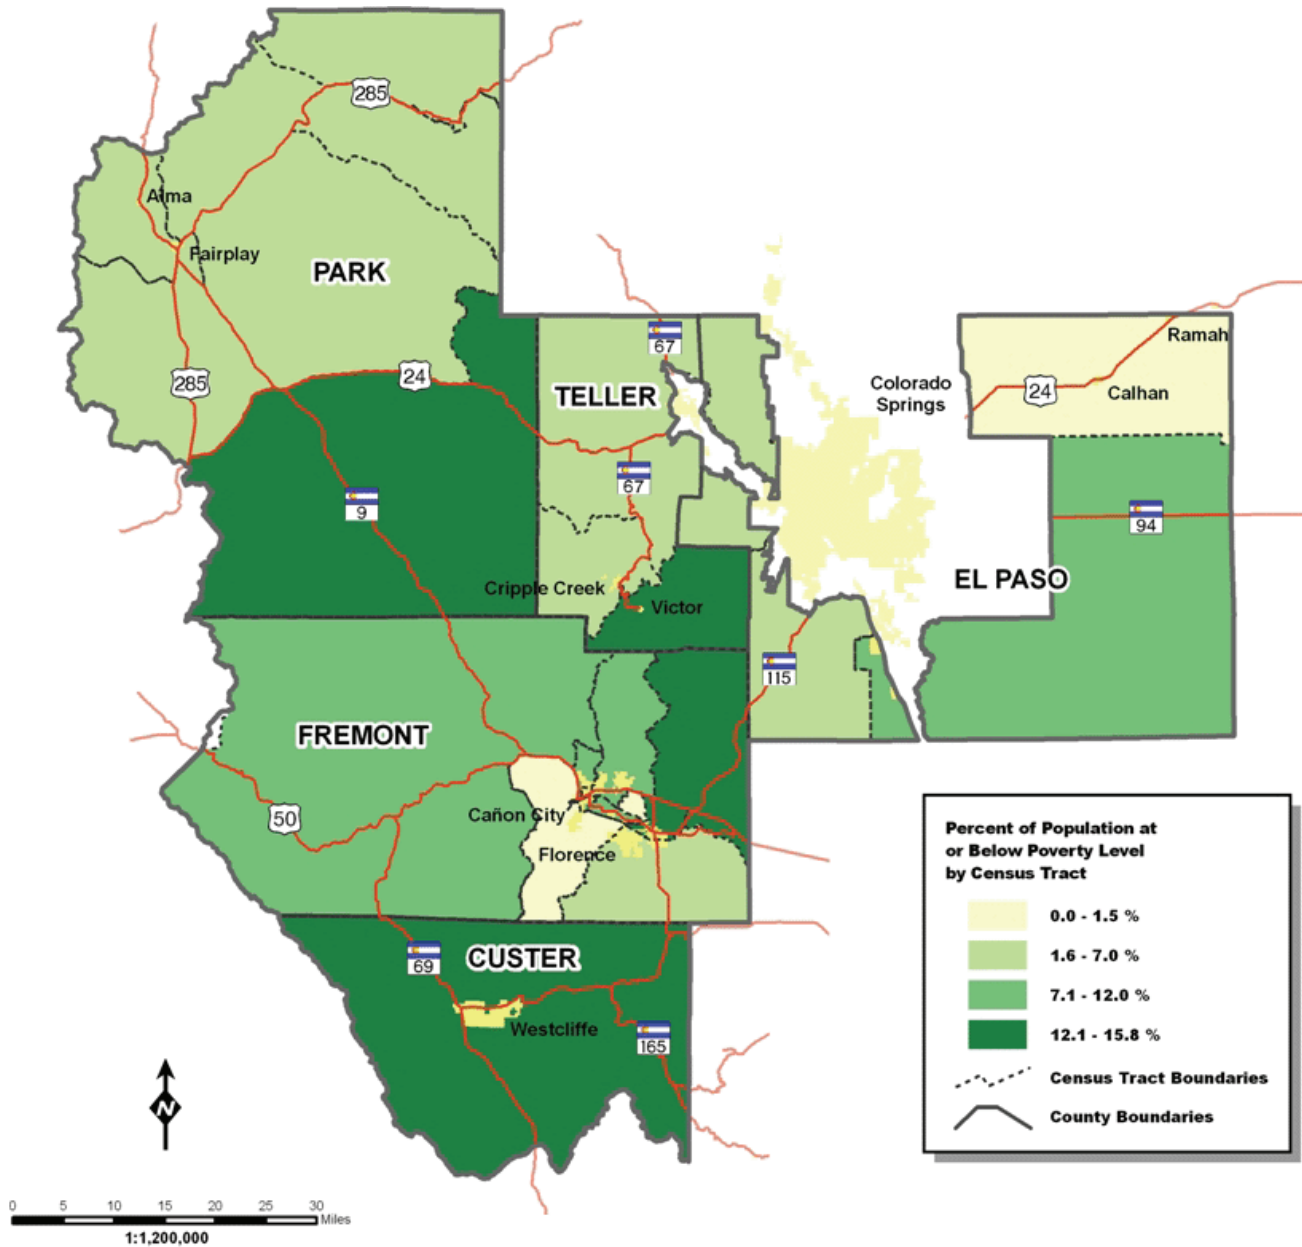 285
Alma
Fairplay
PARK
285
24
67
TELLER
Colorado
Springs
Ramah
24
Calhan
67
9
94
Cripple Creek
Victor
EL PASO
115
FREMONT
50
Cañon City
Florence
69
CUSTER
Westcliffe
165
Percent of Population at
or Below Poverty Level
by Census Tract
0.0 - 1.5 %
1.6 - 7.0 %
7.1 - 12.0 %
12.1 - 15.8 %
Census Tract Boundaries
County Boundaries
N
0 5 10 15 20 25 30
Miles
1:1,200,000